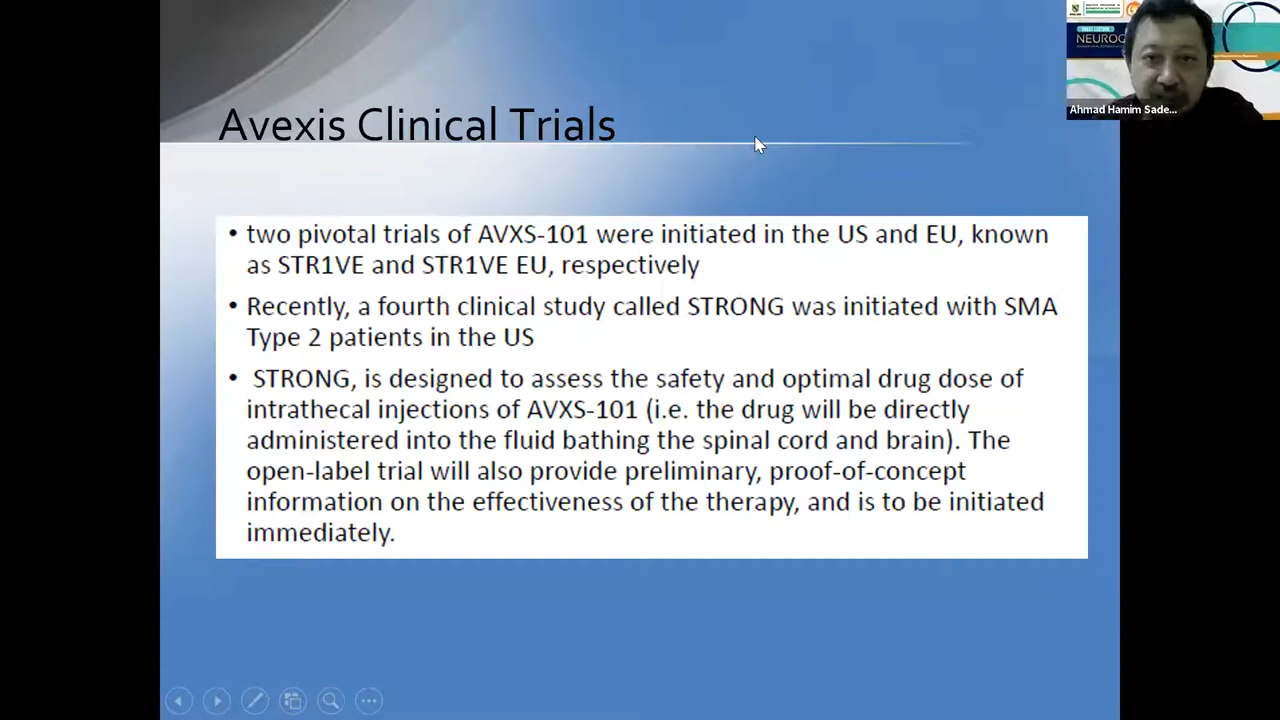 Avexis Clinical Trials
• two pivotal trials of AVXS-101 were initiated in the US and EU, known
as STR1VE and STR1VE EU, respectively
• Recently, a fourth clinical study called STRONG was initiated with SMA
Type 2 patients in the US
• STRONG, is designed to assess the safety and optimal drug dose of
intrathecal injections of AVXS-101 (i.e. the drug will be directly
administered into the fluid bathing the spinal cord and brain). The
open-label trial will also provide preliminary, proof-of-concept
information on the effectiveness of the therapy, and is to be initiated
immediately.
NEUROG
Ahmad Hamim Sade...